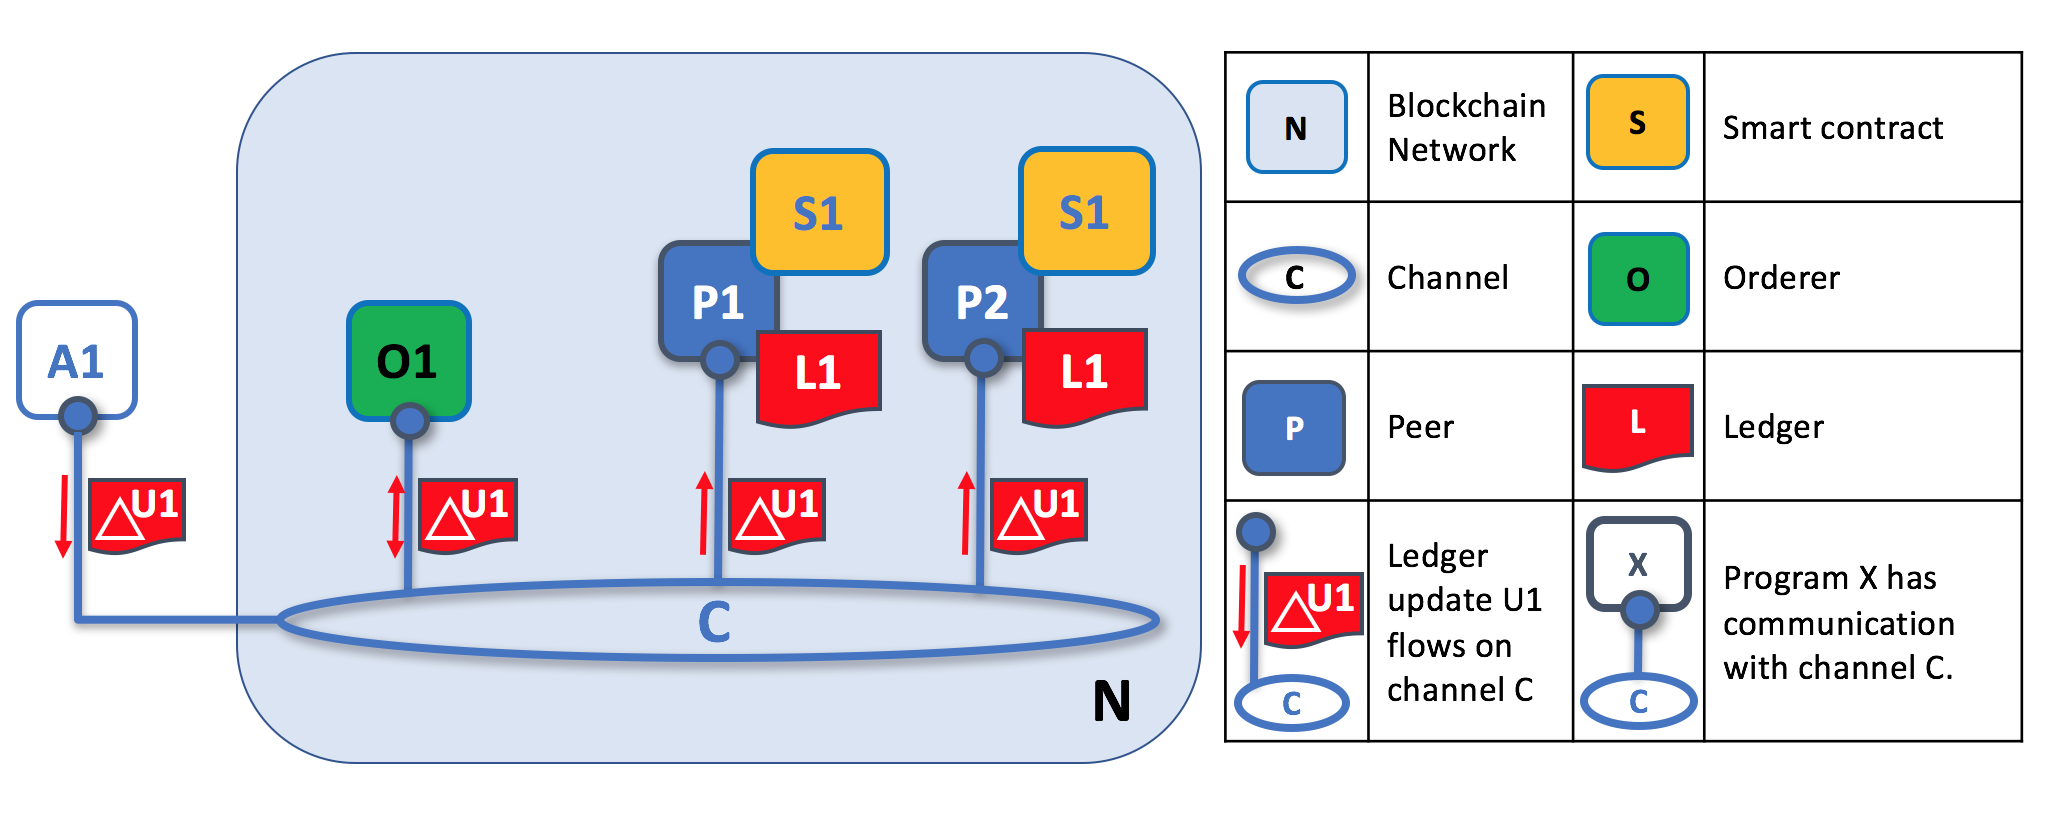 S1
S1
P1
P2
A1
O1
L1
L1
△U1
△U1
△U1
△U1
C
N
N
Blockchain
Network
S
Smart contract
C
Channel
O
Orderer
P
Peer
L
Ledger
△U1
C
Ledger
update U1
flows on
channel C
X
C
Program X has
communication
with channel C.